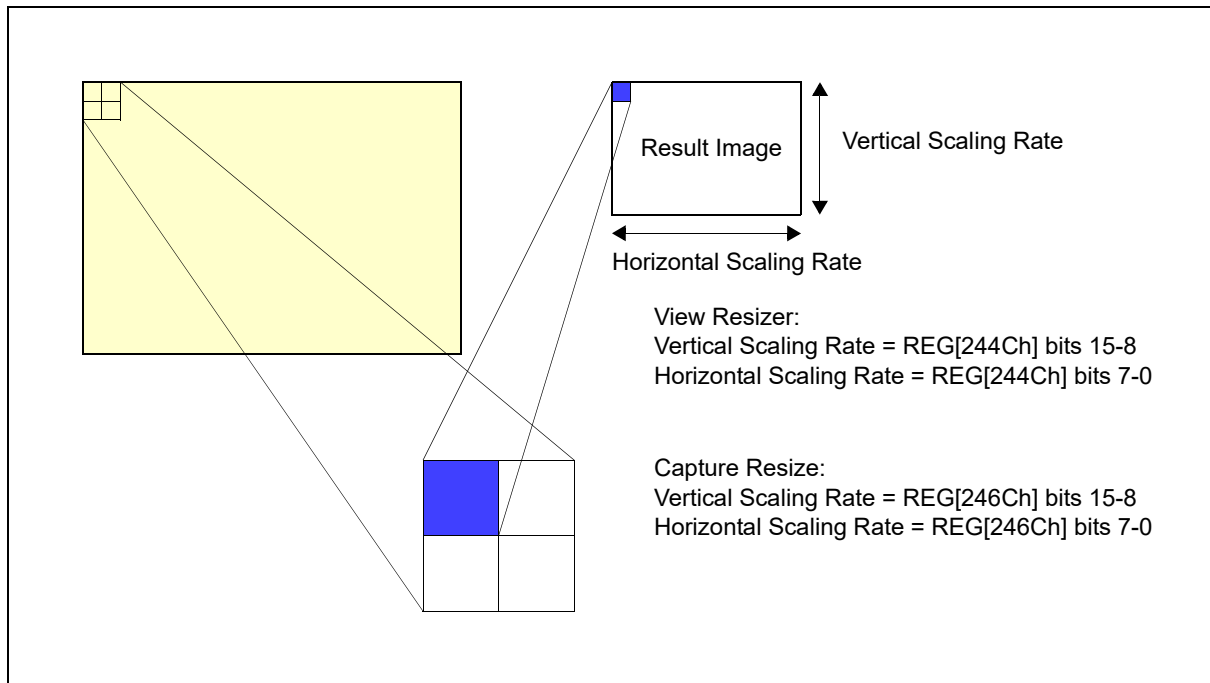 Result Image
Vertical Scaling Rate
Horizontal Scaling Rate
View Resizer:
Vertical Scaling Rate = REG[244Ch] bits 15-8
Horizontal Scaling Rate = REG[244Ch] bits 7-0
Capture Resize:
Vertical Scaling Rate = REG[246Ch] bits 15-8
Horizontal Scaling Rate = REG[246Ch] bits 7-0